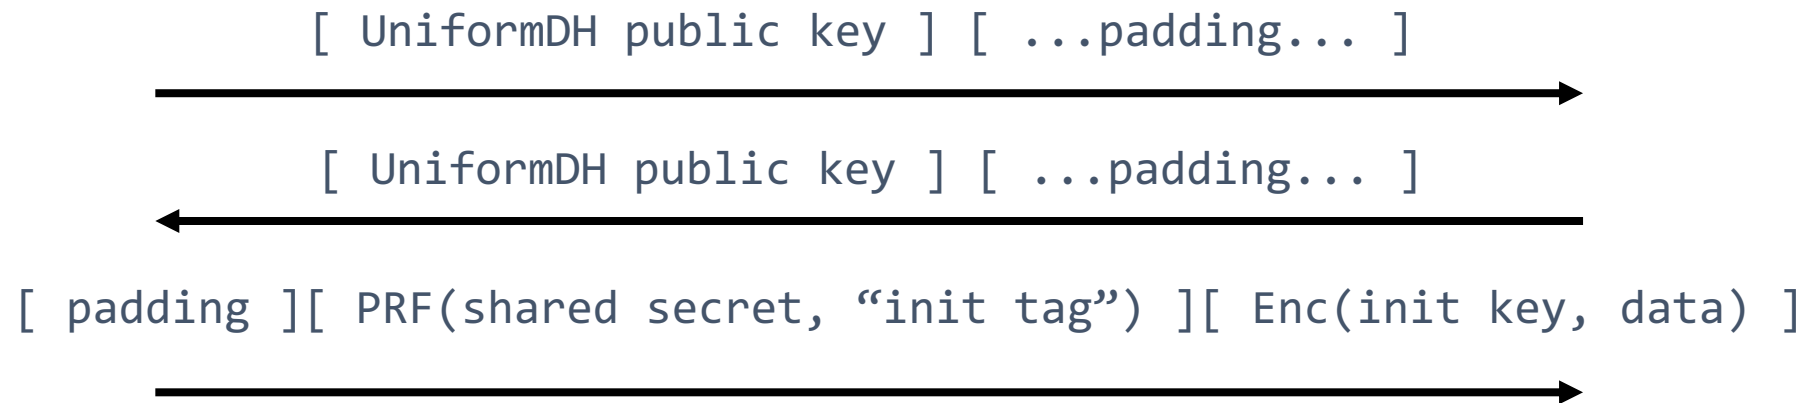 [ UniformDH public key ] [ ...padding... ]
[ UniformDH public key ] [ ...padding... ]
[ padding ][ PRF(shared secret, “init tag”) ][ Enc(init key, data) ]